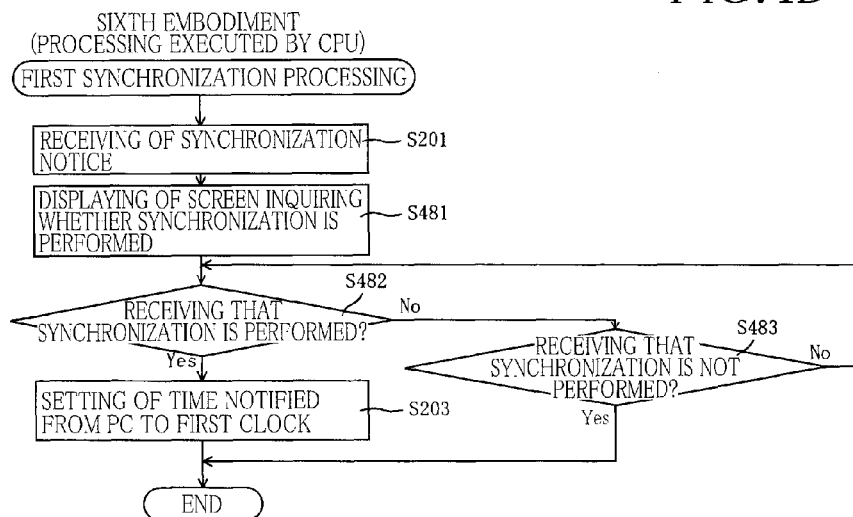 SIXTH EMBODIMENT
(PROCESSING EXECUTED BY CPU)
FIRST SYNCHRONIZATION PROCESSING
RECEIVING OF SYNCHRONIZATION
NOTICE
S201
DISPLAYING OF SCREEN INQUIRING
WHETHER SYNCHRONIZATION IS
PERFORMED
S481
S482
RECEIVING THAT
SYNCHRONIZATION IS PERFORMED?
No
Yes
S483
RECEIVING THAT
SYNCHRONIZATION IS NOT
PERFORMED?
No
Yes
SETTING OF TIME NOTIFIED
FROM PC TO FIRST CLOCK
S203
END